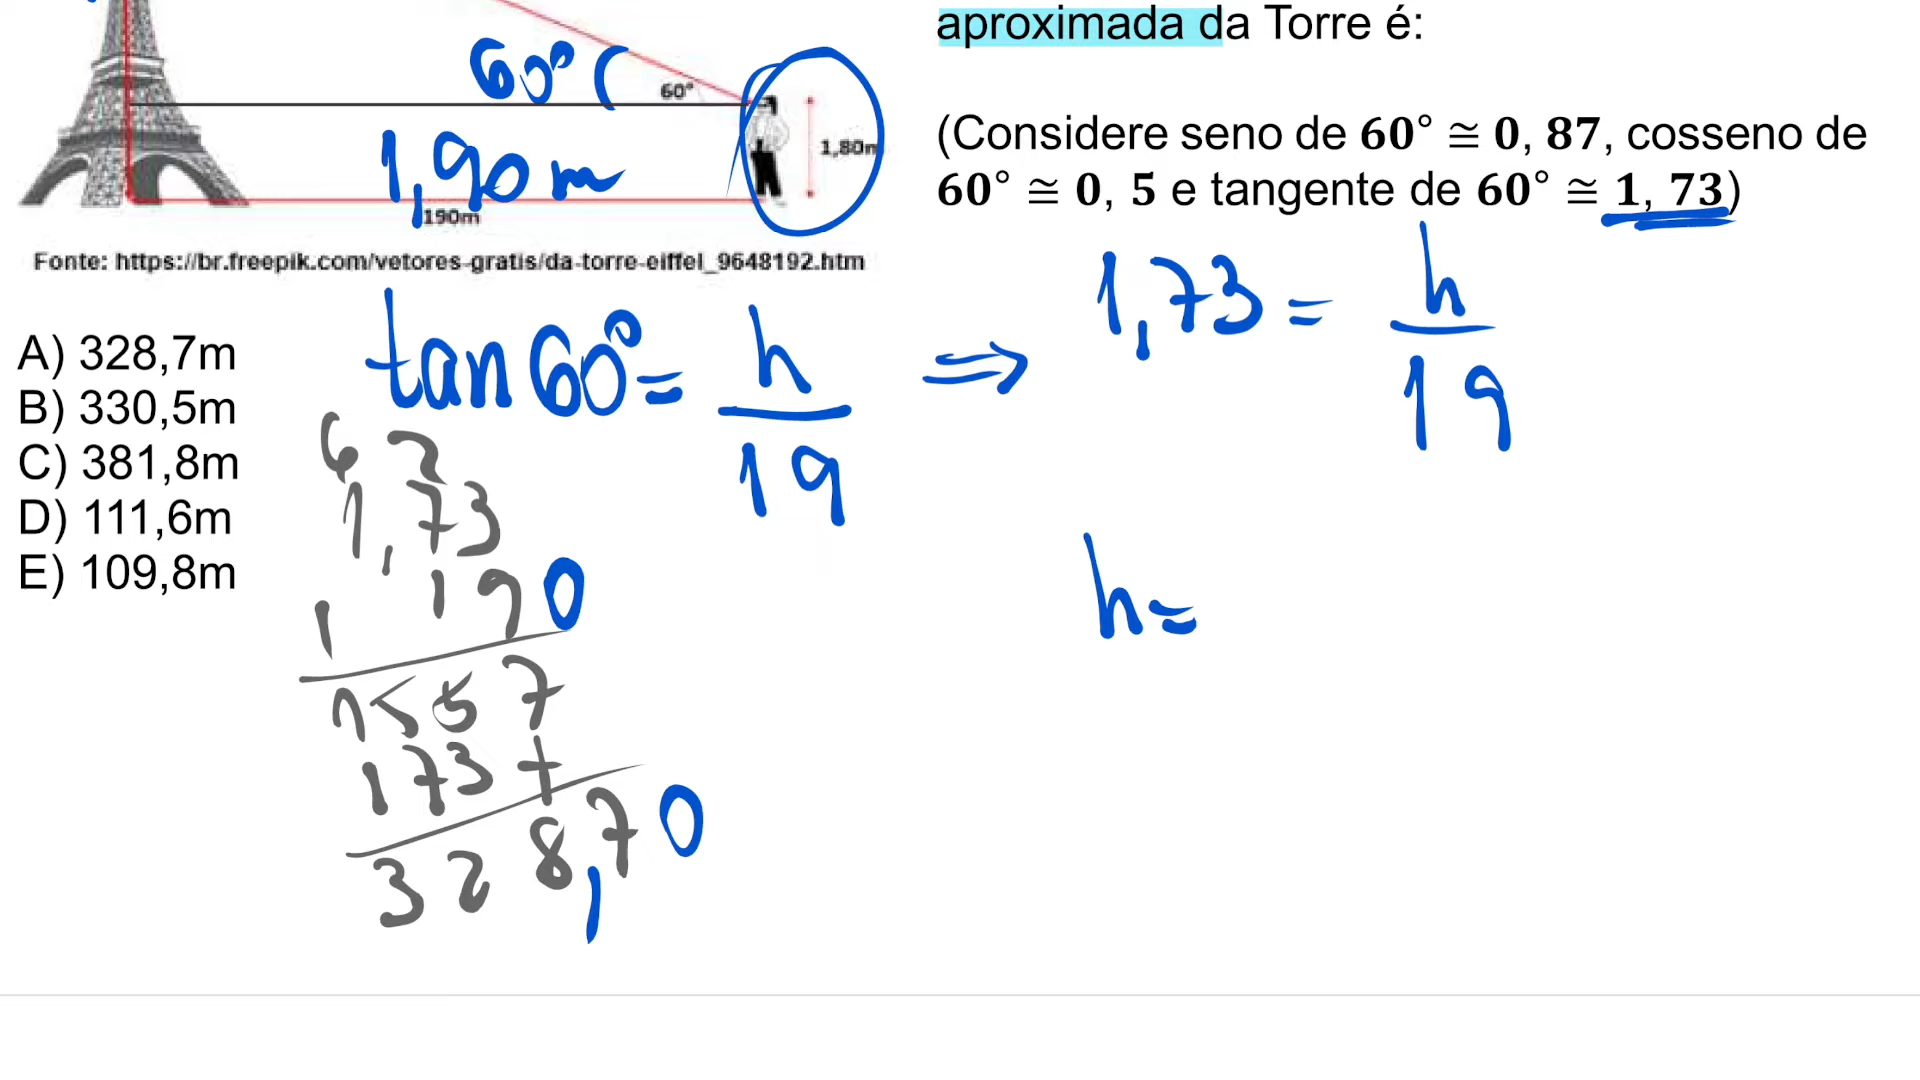 aproximada da Torre é:
60° (
60°
(Considere seno de 60° ≅ 0, 87, cosseno de
1,80m
1,90 m
60° ≅ 0, 5 e tangente de 60° ≅ 1, 73)
190m
Fonte: https://br.freepik.com/vetores-gratis/da-torre-eiffel_9648192.htm
1,73 = h
19
tan 60° = h ⇒
19
A) 328,7m
B) 330,5m
C) 381,8m
D) 111,6m
E) 109,8m
6 2
1,73
1 190
1557
173 +
328,70
h =